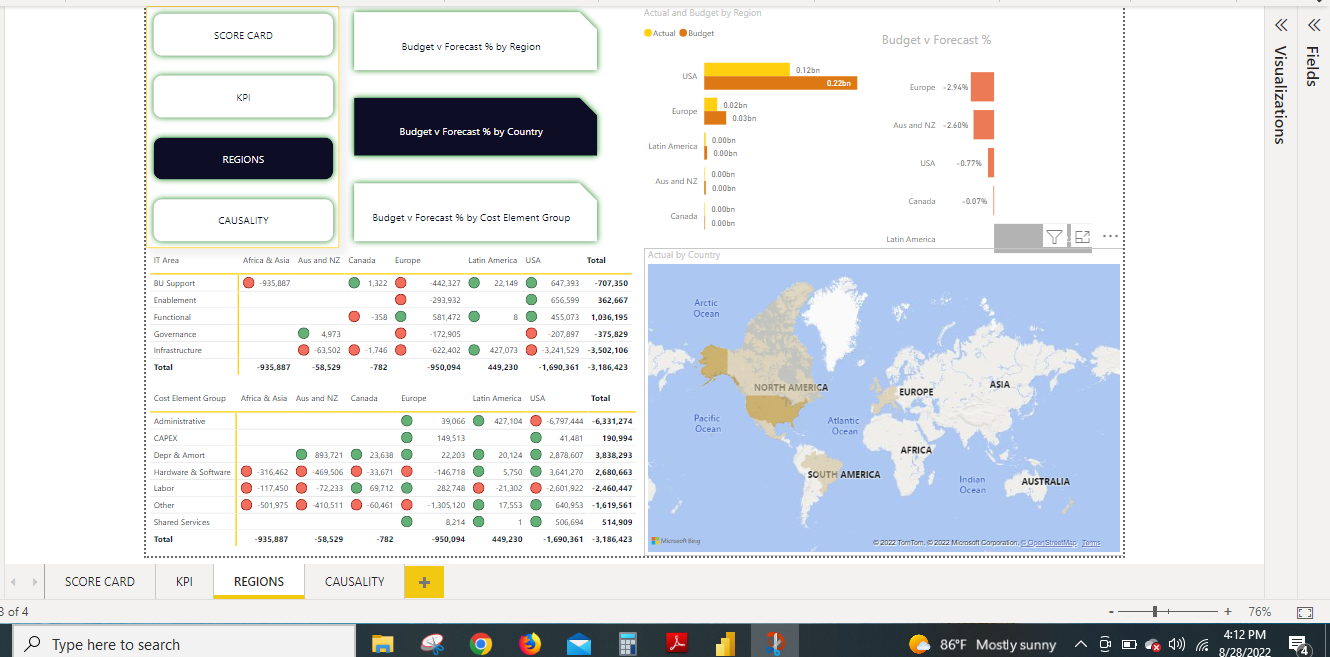 SCORE CARD
KPI
REGIONS
CAUSALITY
Budget v Forecast % by Region
Budget v Forecast % by Country
Budget v Forecast % by Cost Element Group
Actual and Budget by Region
Actual Budget
USA 0.12bn
0.22bn
Europe 0.02bn
0.03bn
Latin America 0.00bn
0.00bn
Aus and NZ 0.00bn
0.00bn
Canada 0.00bn
0.00bn
Budget v Forecast %
Europe -2.94%
Aus and NZ -2.60%
USA -0.77%
Canada -0.07%
Latin America
Visualizations
Fields
IT Area Africa & Asia Aus and NZ Canada Europe Latin America USA Total
BU Support -935,887 1,322 -442,327 22,149 647,393 -707,350
Enablement -293,932 656,599 362,667
Functional -358 581,472 8 455,073 1,036,195
Governance 4,973 -172,905 -207,897 -375,829
Infrastructure -63,502 -1,746 -622,402 427,073 -3,241,529 -3,502,106
Total -935,887 -58,529 -782 -950,094 449,230 -1,690,361 -3,186,423
Cost Element Group Africa & Asia Aus and NZ Canada Europe Latin America USA Total
Administrative 39,066 427,104 -6,797,444 -6,331,274
CAPEX 149,513 41,481 190,994
Depr & Amort 893,721 23,638 22,203 20,124 2,878,607 3,838,293
Hardware & Software -316,462 -469,506 -33,671 -146,718 5,750 3,641,270 2,680,663
Labor -117,450 -72,233 69,712 282,748 -21,302 -2,601,922 -2,460,447
Other -501,975 -410,511 -60,461 -1,305,120 17,553 640,953 -1,619,561
Shared Services 8,214 1 506,694 514,909
Total -935,887 -58,529 -782 -950,094 449,230 -1,690,361 -3,186,423
Actual by Country
Arctic
Ocean
NORTH AMERICA
EUROPE
ASIA
Pacific
Ocean
Atlantic
Ocean
AFRICA
SOUTH AMERICA
Indian
Ocean
AUSTRALIA
Microsoft Bing
© 2022 TomTom, © 2022 Microsoft Corporation, © OpenStreetMap Terms
SCORE CARD KPI REGIONS CAUSALITY +
3 of 4
- + 76%
Type here to search
86°F Mostly sunny
4:12 PM
8/28/2022
4